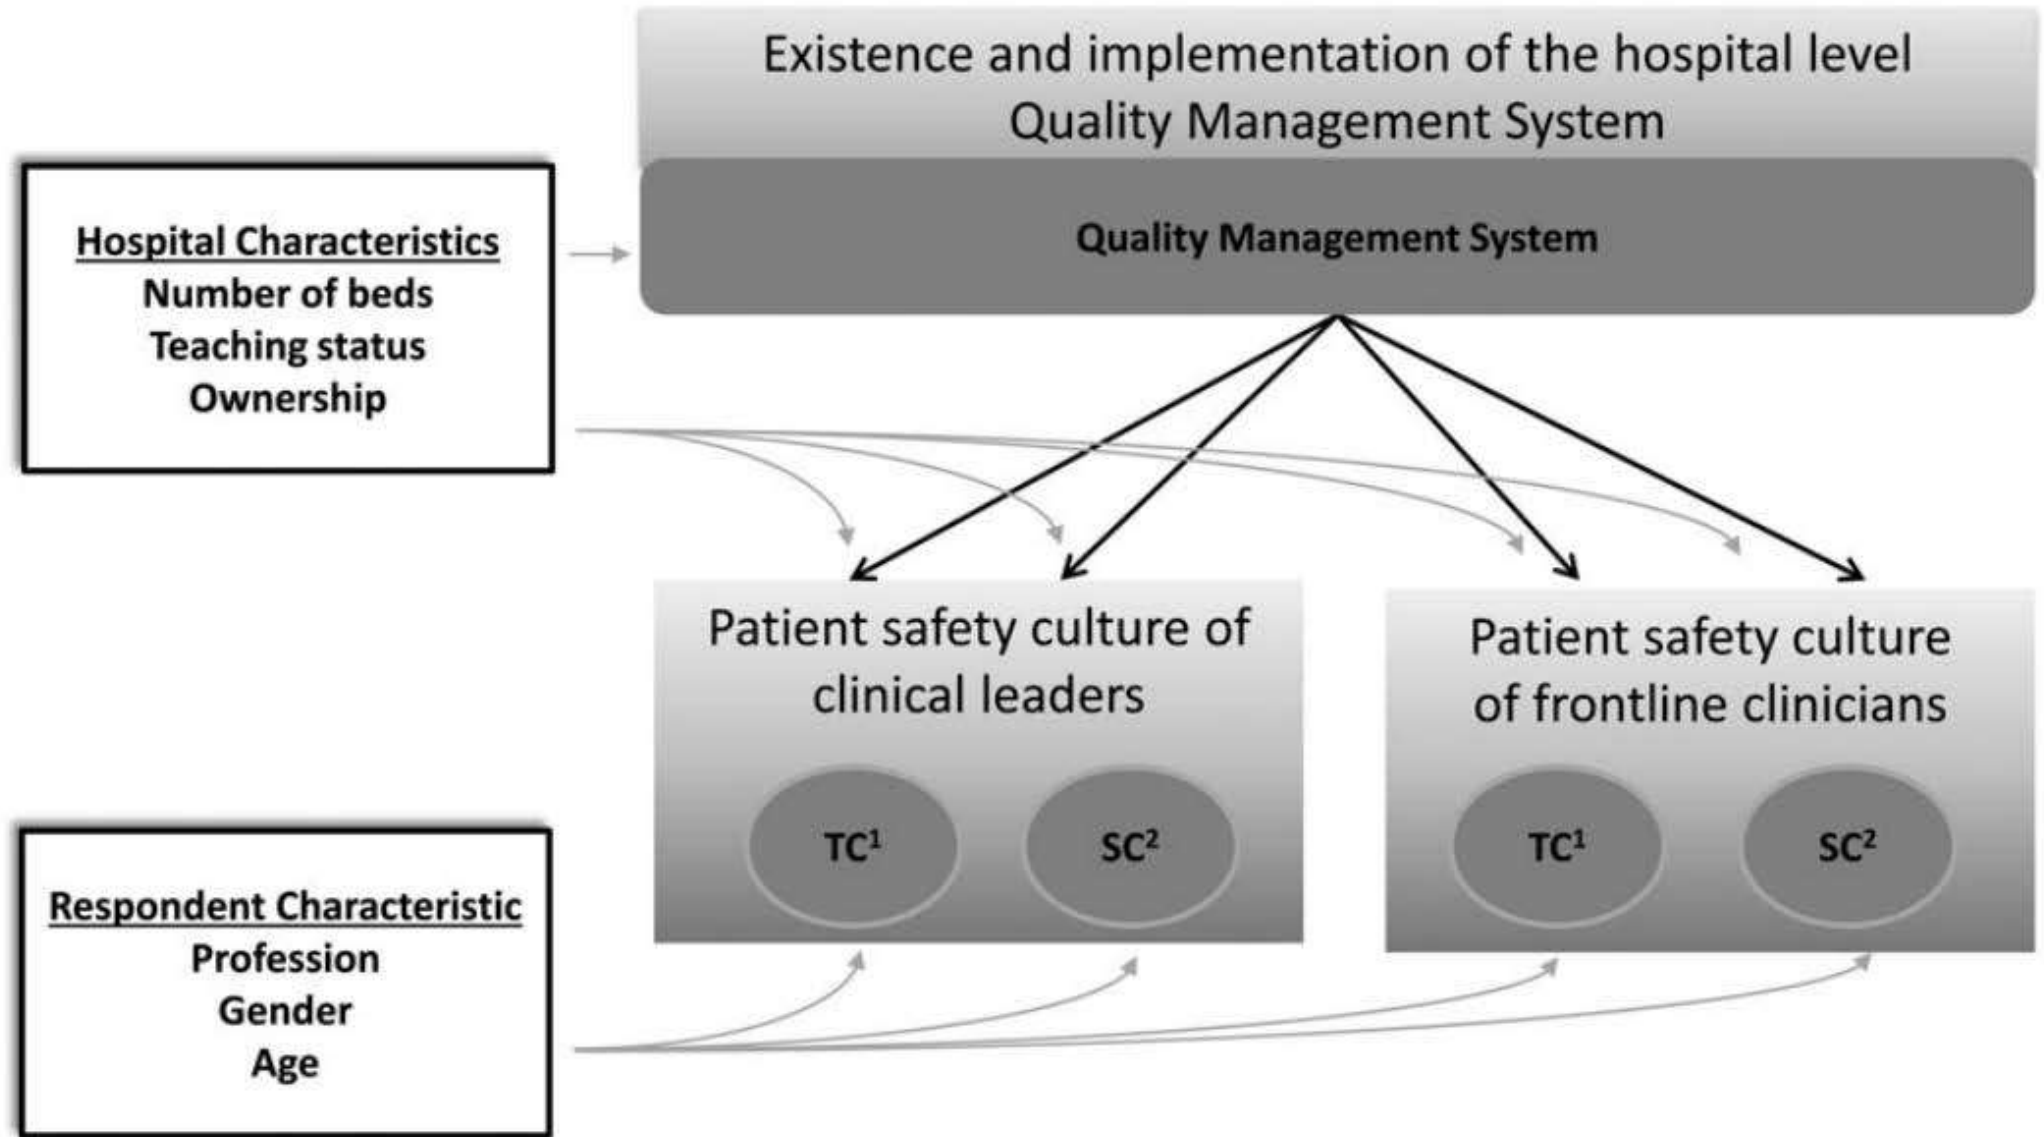 Existence and implementation of the hospital level
Quality Management System
Quality Management System
Hospital Characteristics
Number of beds
Teaching status
Ownership
Patient safety culture of
clinical leaders
TC¹
SC²
Patient safety culture
of frontline clinicians
TC¹
SC²
Respondent Characteristic
Profession
Gender
Age